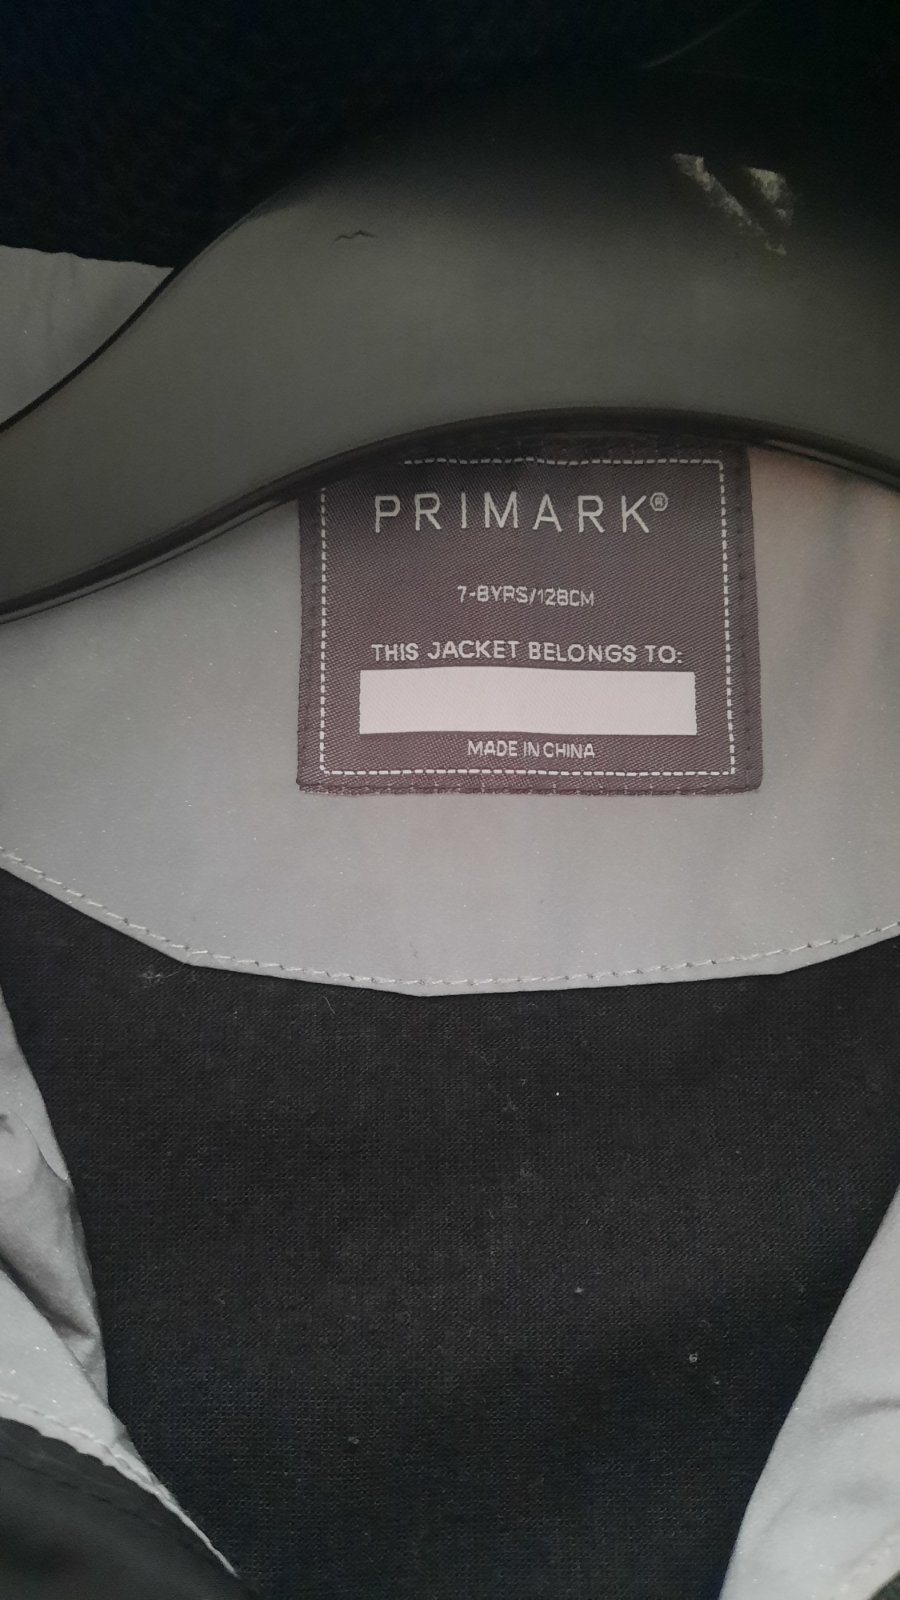 PRIMARK®
7-8YRS/128CM
THIS JACKET BELONGS TO:
MADE IN CHINA